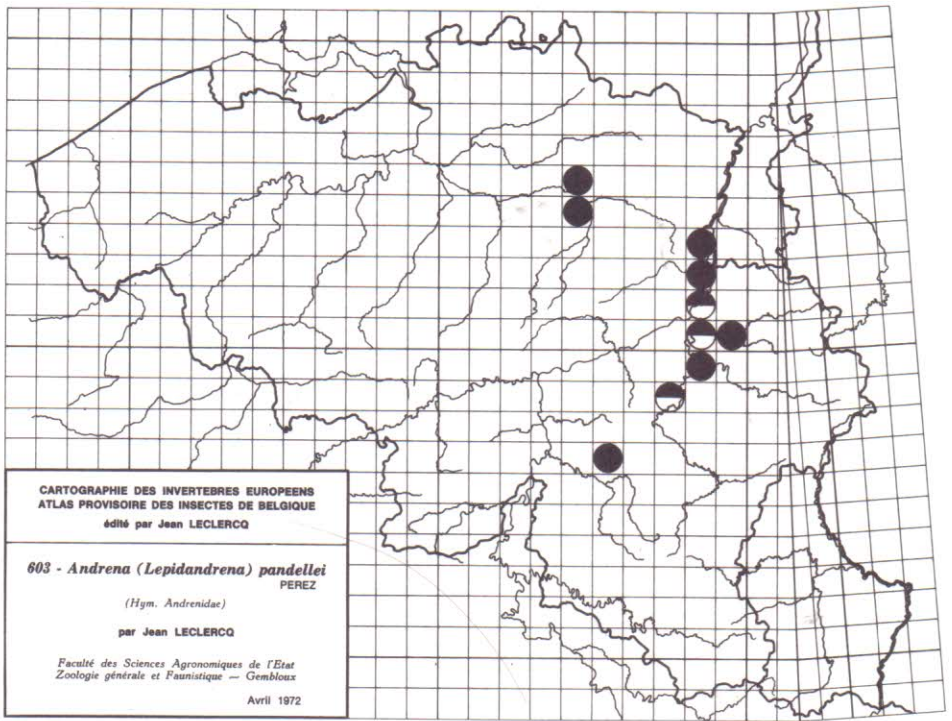 CARTOGRAPHIE DES INVERTEBRES EUROPEENS
ATLAS PROVISOIRE DES INSECTES DE BELGIQUE
édité par Jean LECLERCQ
603 - Andrena (Lepidandrena) pandellei
PEREZ
(Hym. Andrenidae)
par Jean LECLERCQ
Faculté des Sciences Agronomiques de l'Etat
Zoologie générale et Faunistique — Gembloux
Avril 1972